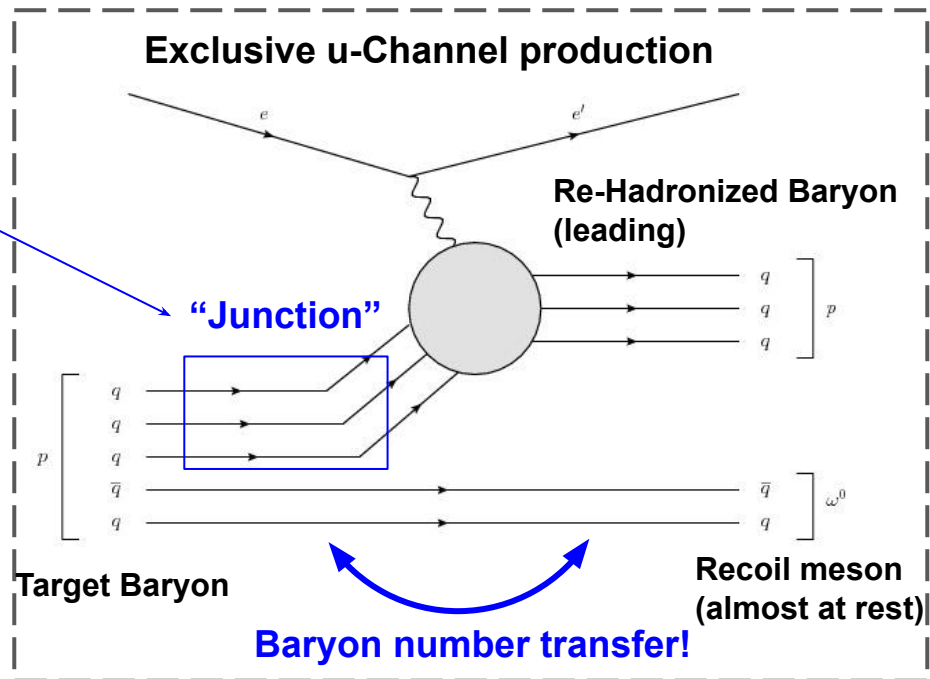 Exclusive u-Channel production
e
e′
Re-Hadronized Baryon
(leading)
“Junction”
q
q
q
p
p
q
q
q
q̅
q
q̅
q
ω⁰
Target Baryon
Recoil meson
(almost at rest)
Baryon number transfer!